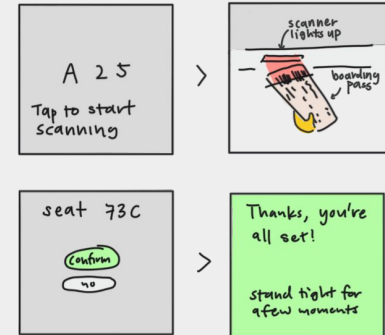 A 25
Tap to start
scanning
>
scanner
lights up
boarding
pass
seat 73C
confirm
no
>
Thanks, you're
all set!
stand tight for
a few moments